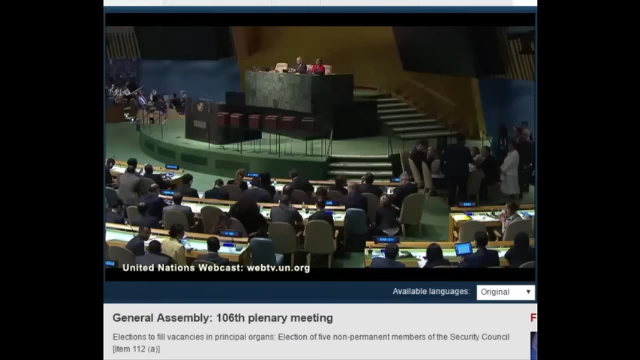 United Nations Webcast: webtv.un.org
Available languages: Original
General Assembly: 106th plenary meeting
F
Elections to fill vacancies in principal organs: Election of five non-permanent members of the Security Council
[item 112 (a)]